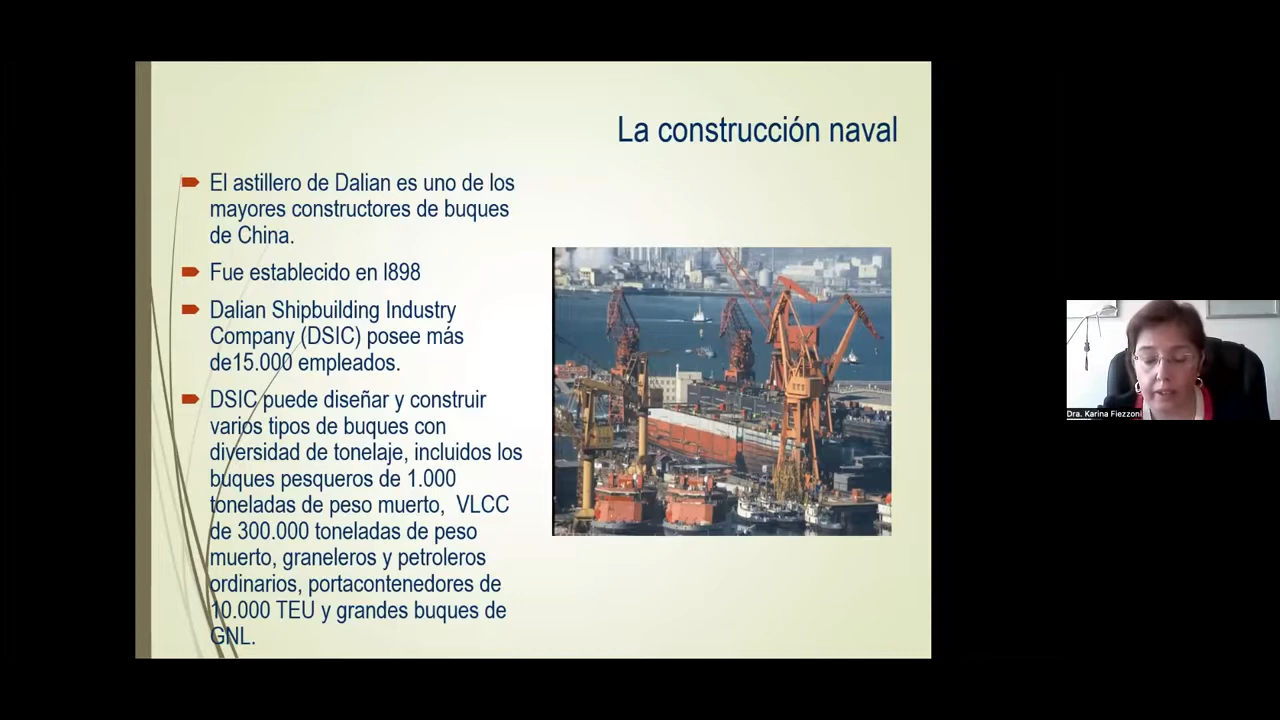 La construcción naval
El astillero de Dalian es uno de los
mayores constructores de buques
de China.
Fue establecido en l898
Dalian Shipbuilding Industry
Company (DSIC) posee más
de15.000 empleados.
DSIC puede diseñar y construir
varios tipos de buques con
diversidad de tonelaje, incluidos los
buques pesqueros de 1.000
toneladas de peso muerto, VLCC
de 300.000 toneladas de peso
muerto, graneleros y petroleros
ordinarios, portacontenedores de
10.000 TEU y grandes buques de
GNL.
Dra. Karina Fiezzoni